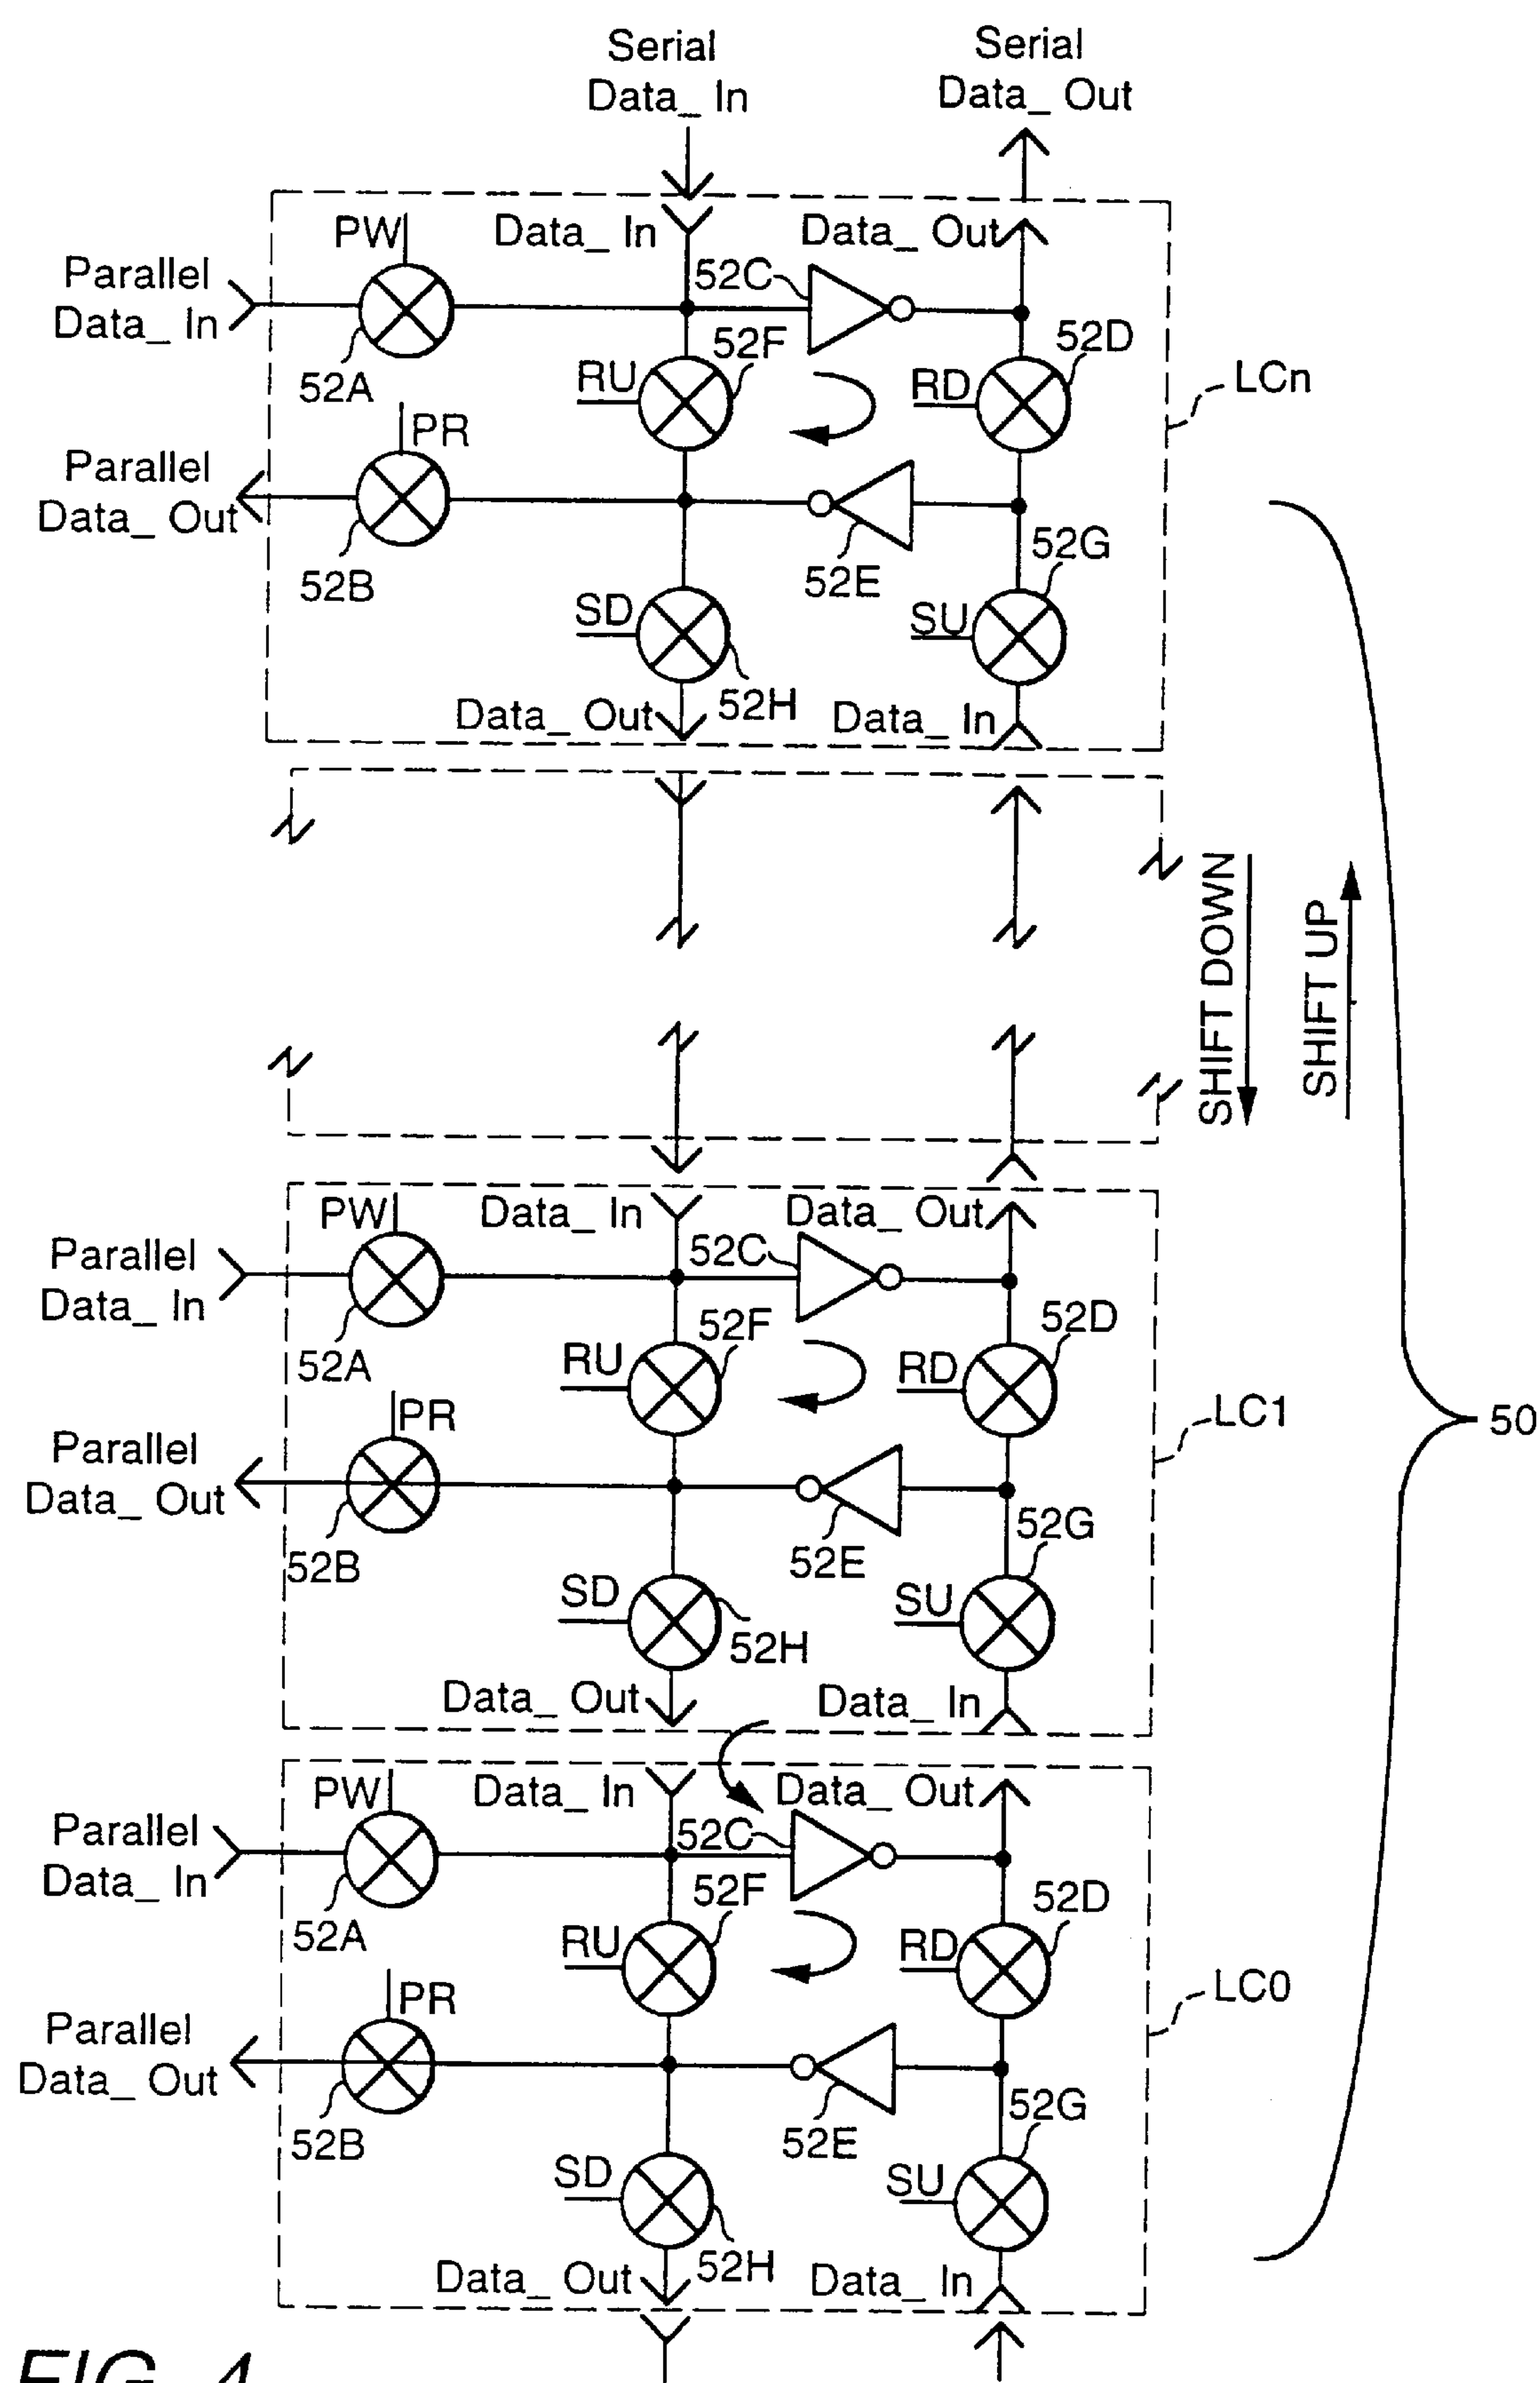 Serial
Data_ In
Serial
Data_ Out
PW
Data_ In
Data_ Out
Parallel
Data_ In
52C
52F
52D
52A
RU
RD
LCn
PR
Parallel
Data_ Out
52B
52E
52G
SD
SU
52H
Data_ Out
Data_ In
SHIFT DOWN
SHIFT UP
PW
Data_ In
Data_ Out
Parallel
Data_ In
52C
52F
52D
52A
RU
RD
LC1
50
PR
Parallel
Data_ Out
52B
52E
52G
SD
SU
52H
Data_ Out
Data_ In
PW
Data_ In
Data_ Out
Parallel
Data_ In
52C
52F
52D
52A
RU
RD
LC0
PR
Parallel
Data_ Out
52B
52E
52G
SD
SU
52H
Data_ Out
Data_ In
FIG. 4